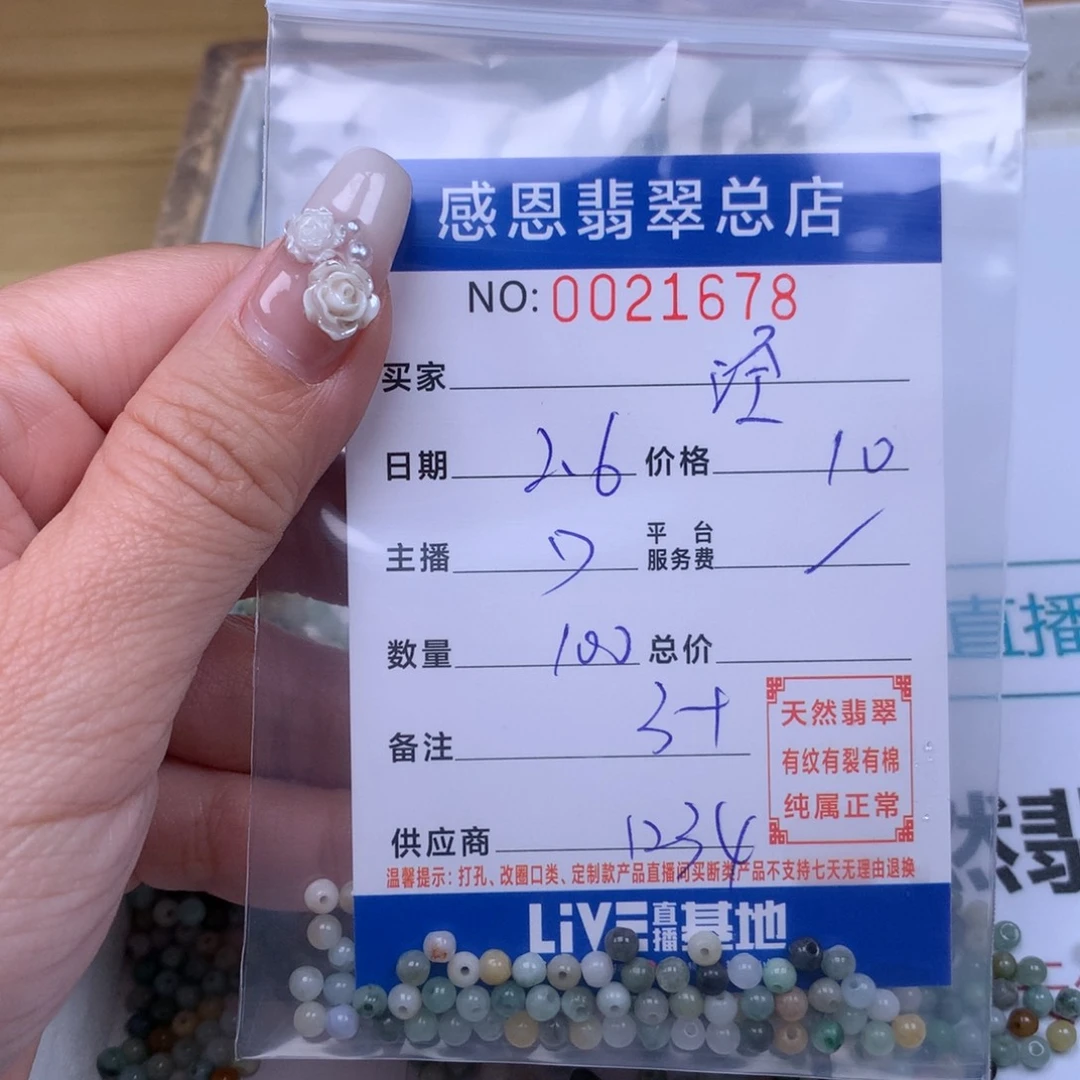 感恩翡翠总店
NO: 0021678
买家
日期 2.6 价格 10
主播 平台服务费 /
数量 100 总价
备注 3十
天然翡翠
有纹有裂有棉
纯属正常
供应商 1234
温馨提示：打孔、改圈口类、定制款产品直播间买断类产品不支持七天无理由退换
LiVE直播基地
直播
翡